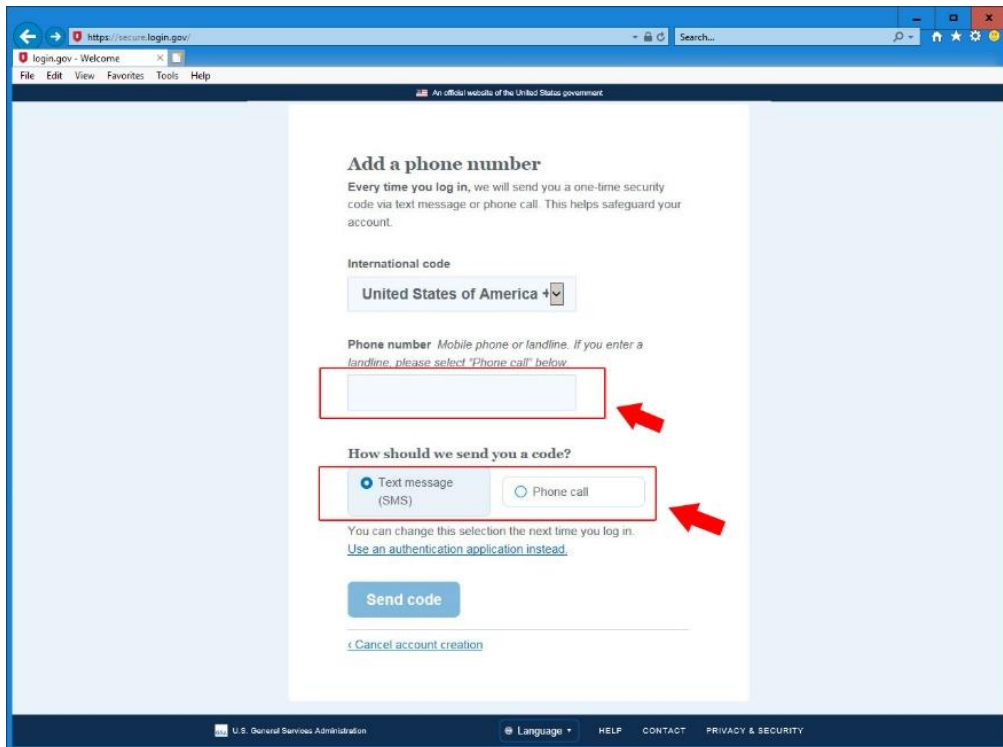 https://secure.login.gov/
Search...
login.gov - Welcome
File Edit View Favorites Tools Help
An official website of the United States government
Add a phone number
Every time you log in, we will send you a one-time security
code via text message or phone call. This helps safeguard your
account.
International code
United States of America +
Phone number Mobile phone or landline. If you enter a
landline, please select "Phone call" below.
How should we send you a code?
Text message
(SMS)
Phone call
You can change this selection the next time you log in.
Use an authentication application instead.
Send code
‹ Cancel account creation
GSA U.S. General Services Administration
Language
HELP
CONTACT
PRIVACY & SECURITY